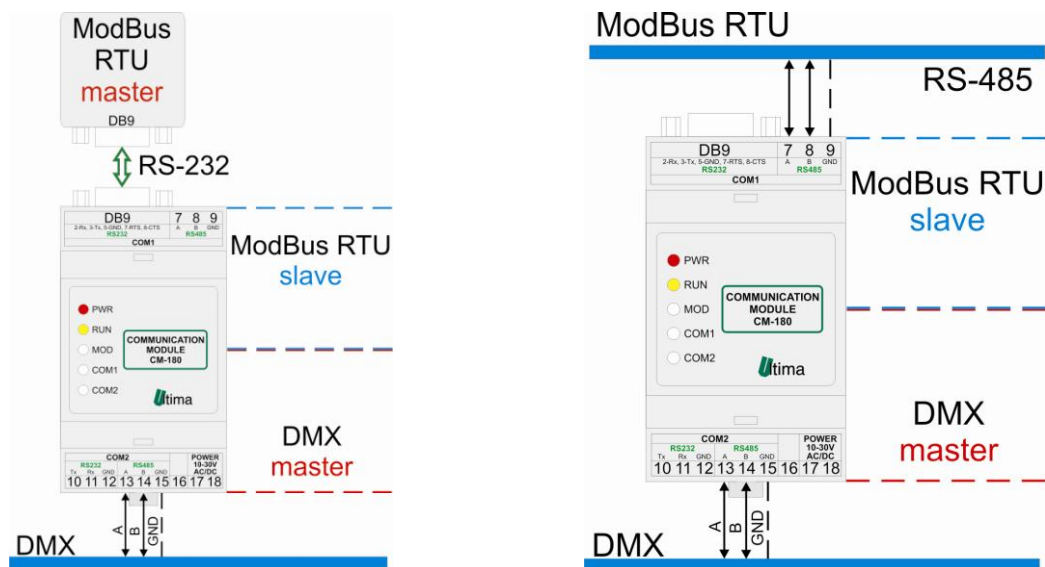 ModBus
RTU
master
DB9
RS-232
DB9 7 8 9
2-Rx, 3-Tx, 5-GND, 7-RTS, 8-CTS A B GND
RS232 RS485
COM1
ModBus RTU
slave
PWR
RUN
MOD
COM1
COM2
COMMUNICATION
MODULE
CM-180
Ultima
DMX
master
COM2 POWER
RS232 RS485 10-30V
Tx Rx GND A B GND AC/DC
10 11 12 13 14 15 16 17 18
A B GND
DMX
ModBus RTU
RS-485
DB9 7 8 9
2-Rx, 3-Tx, 5-GND, 7-RTS, 8-CTS A B GND
RS232 RS485
COM1
ModBus RTU
slave
PWR
RUN
MOD
COM1
COM2
COMMUNICATION
MODULE
CM-180
Ultima
DMX
master
COM2 POWER
RS232 RS485 10-30V
Tx Rx GND A B GND AC/DC
10 11 12 13 14 15 16 17 18
A B GND
DMX